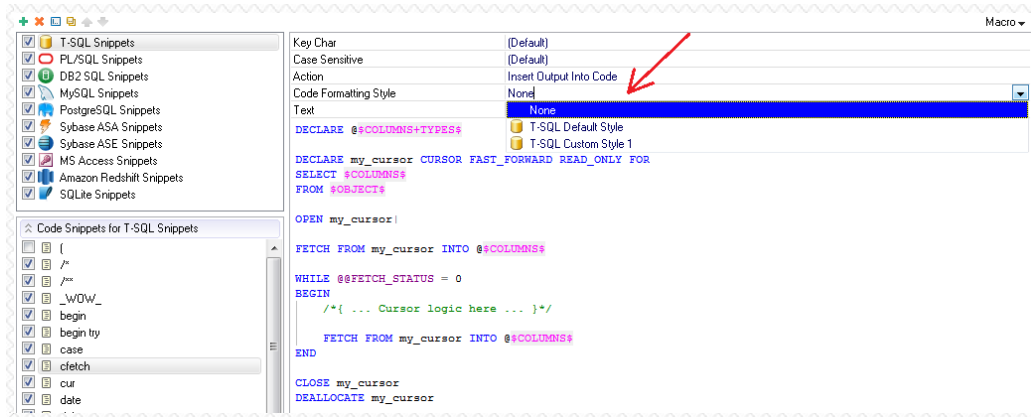 Macro
T-SQL Snippets
PL/SQL Snippets
DB2 SQL Snippets
MySQL Snippets
PostgreSQL Snippets
Sybase ASA Snippets
Sybase ASE Snippets
MS Access Snippets
Amazon Redshift Snippets
SQLite Snippets
Code Snippets for T-SQL Snippets
(
/*
/**
_WOW_
begin
begin try
case
cfetch
cur
date
Key Char (Default)
Case Sensitive (Default)
Action Insert Output Into Code
Code Formatting Style None
Text
None
T-SQL Default Style
T-SQL Custom Style 1
DECLARE @$COLUMNS+TYPES$
DECLARE my_cursor CURSOR FAST_FORWARD READ_ONLY FOR
SELECT $COLUMNS$
FROM $OBJECT$
OPEN my_cursor|
FETCH FROM my_cursor INTO @$COLUMNS$
WHILE @@FETCH_STATUS = 0
BEGIN
/*{ ... Cursor logic here ... }*/
FETCH FROM my_cursor INTO @$COLUMNS$
END
CLOSE my_cursor
DEALLOCATE my_cursor